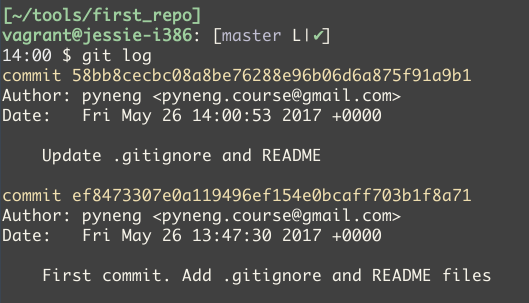 [~/tools/first_repo]
vagrant@jessie-i386: [master L|✔]
14:00 $ git log
commit 58bb8cecbc08a8be76288e96b06d6a875f91a9b1
Author: pyneng <pyneng.course@gmail.com>
Date:   Fri May 26 14:00:53 2017 +0000
    Update .gitignore and README
commit ef8473307e0a119496ef154e0bcaff703b1f8a71
Author: pyneng <pyneng.course@gmail.com>
Date:   Fri May 26 13:47:30 2017 +0000
    First commit. Add .gitignore and README files